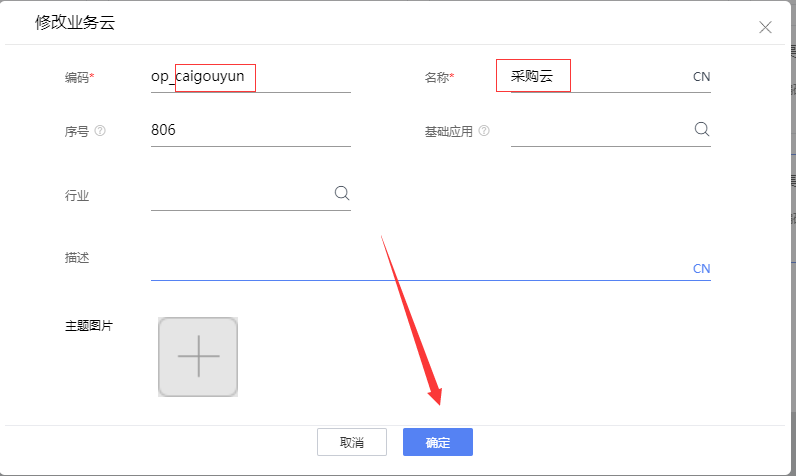 修改业务云
编码* op_caigouyun 名称* 采购云 CN
序号 ? 806 基础应用 ?
行业
描述 CN
主题图片
取消 确定